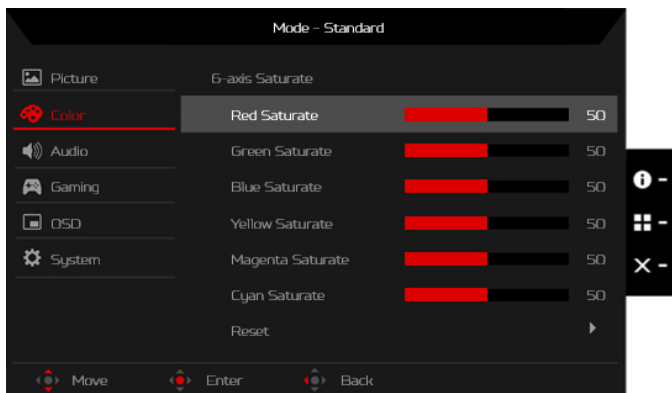 Mode - Standard
Picture
6-axis Saturate
Color
Red Saturate 50
Audio
Green Saturate 50
Gaming
Blue Saturate 50
OSD
Yellow Saturate 50
System
Magenta Saturate 50
Cyan Saturate 50
Reset
Move Enter Back